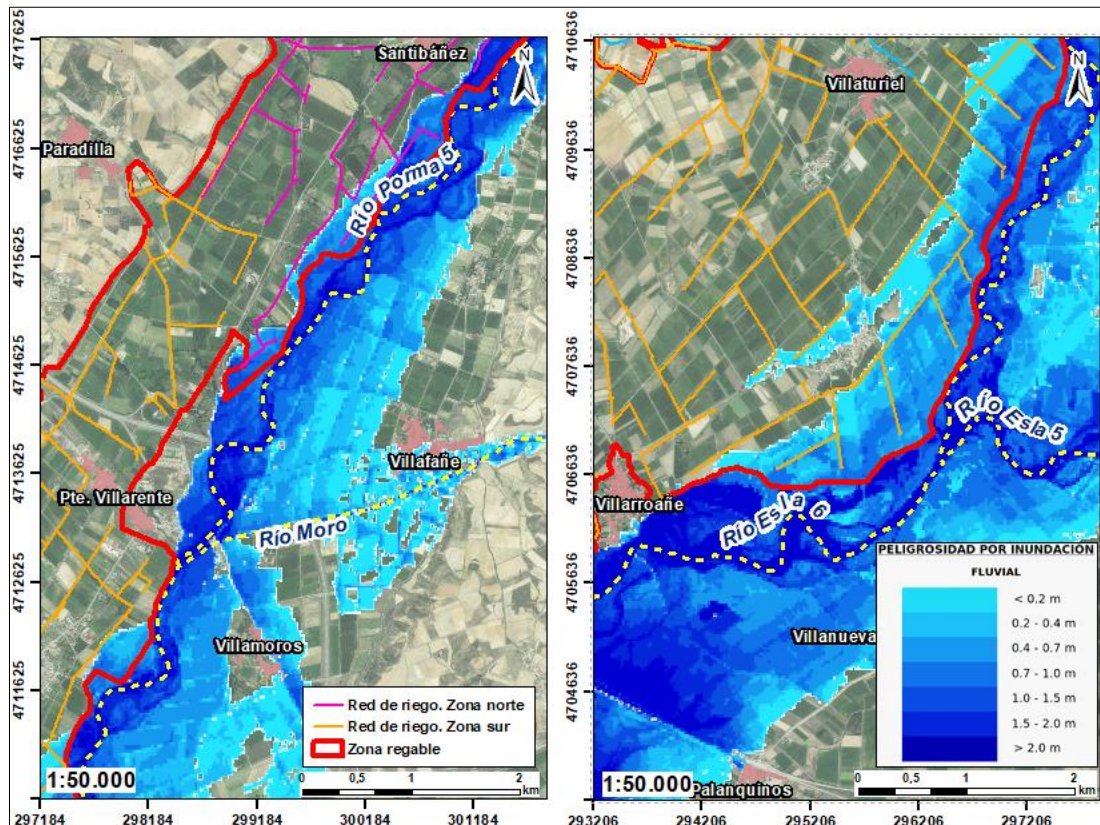 4717625
4716625
4715625
4714625
4713625
4712625
4711625
Santibáñez
N
Paradilla
Río Porma 5
Villafañe
Pte. Villarente
Río Moro
Villamoros
Red de riego. Zona norte
Red de riego. Zona sur
Zona regable
1:50.000
0 0,5 1 2
km
297184 298184 299184 300184 301184
4710636
4709636
4708636
4707636
4706636
4705636
4704636
Villaturiel
N
Río Esla 5
Villarroañe
Río Esla 6
PELIGROSIDAD POR INUNDACIÓN
FLUVIAL
< 0.2 m
0.2 - 0.4 m
0.4 - 0.7 m
0.7 - 1.0 m
1.0 - 1.5 m
1.5 - 2.0 m
> 2.0 m
Villanueva
1:50.000
0 0,5 1 2
km
Palanquinos
293206 294206 295206 296206 297206